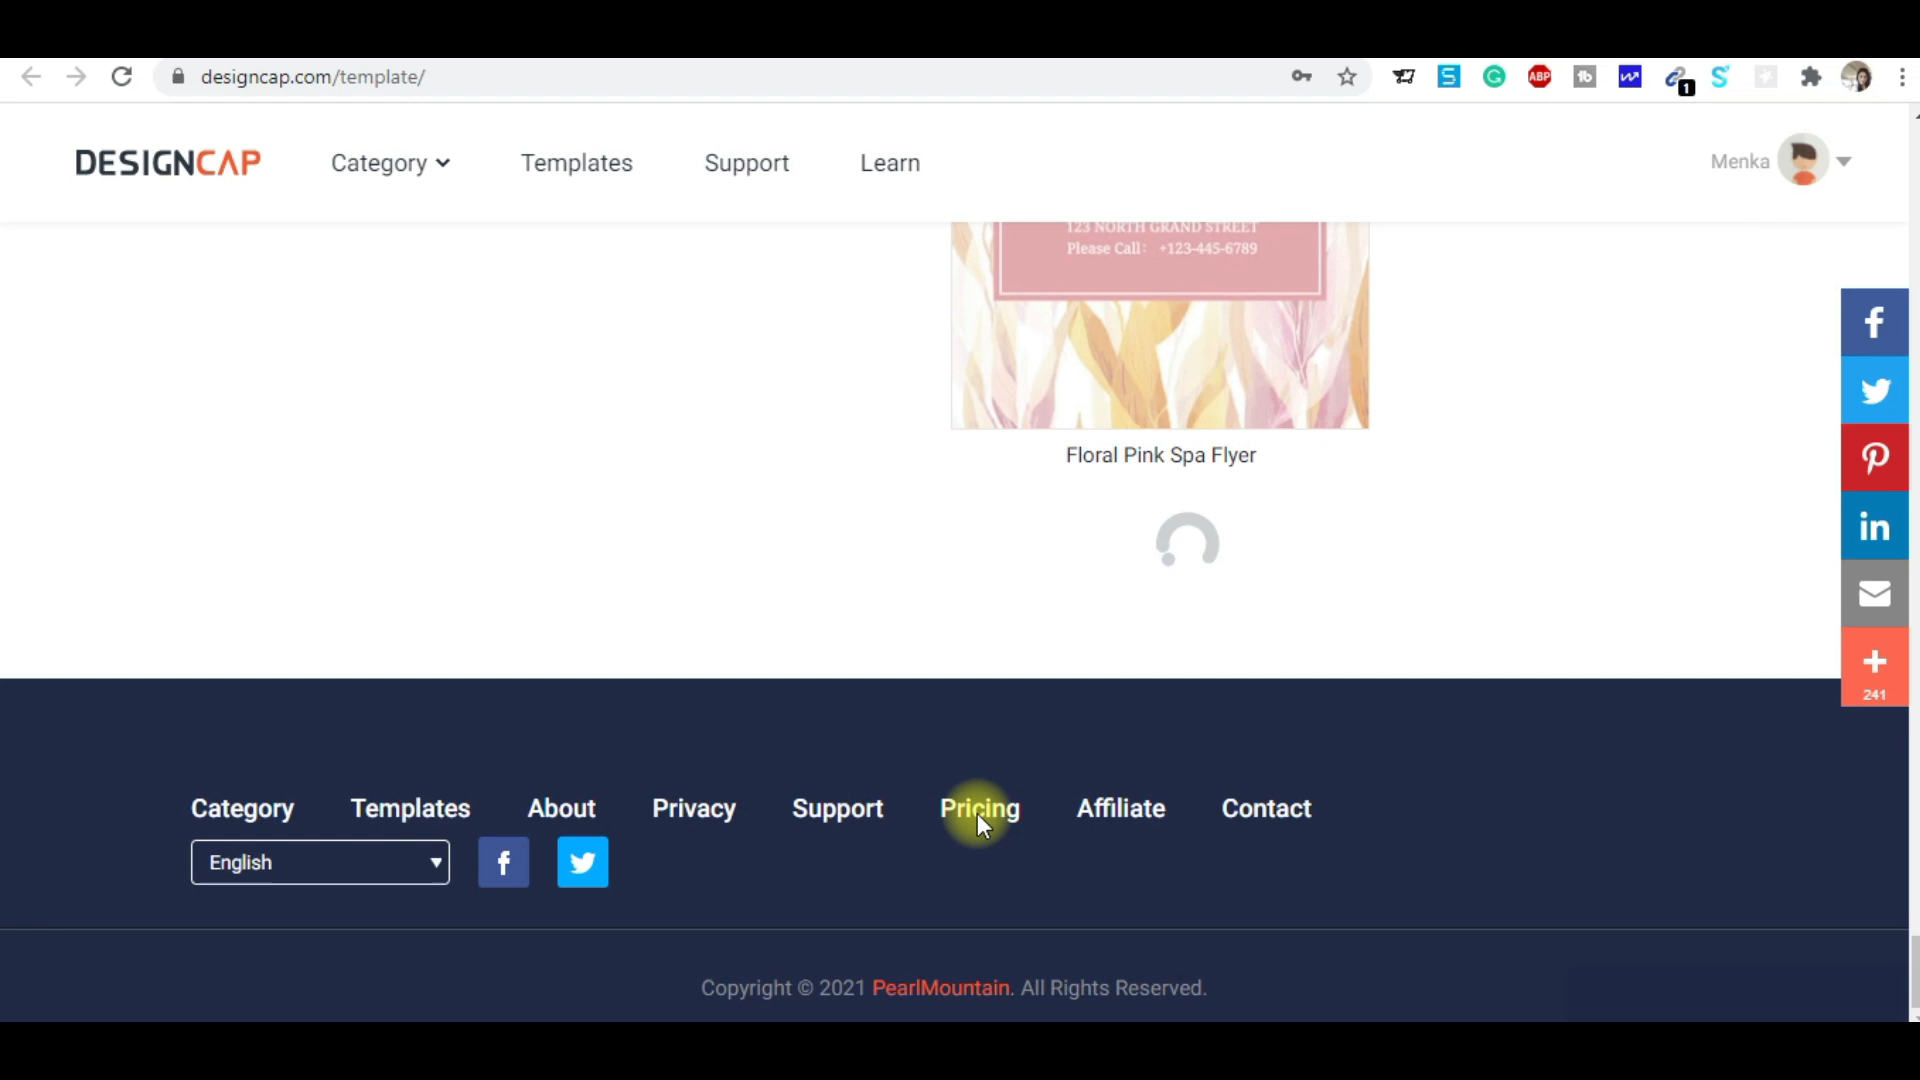 designcap.com/template/
ABP
1
DESIGNCAP
Category
Templates
Support
Learn
Menka
123 NORTH GRAND STREET
Please Call: +123-445-6789
Floral Pink Spa Flyer
241
Category
Templates
About
Privacy
Support
Pricing
Affiliate
Contact
English
Copyright © 2021 PearlMountain. All Rights Reserved.